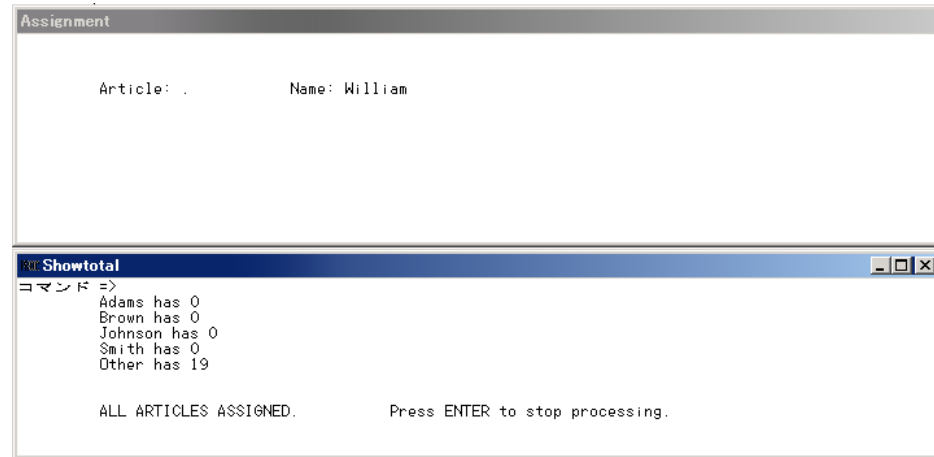 Assignment
Article: . Name: William
Showtotal
コマンド =>
Adams has 0
Brown has 0
Johnson has 0
Smith has 0
Other has 19
ALL ARTICLES ASSIGNED. Press ENTER to stop processing.